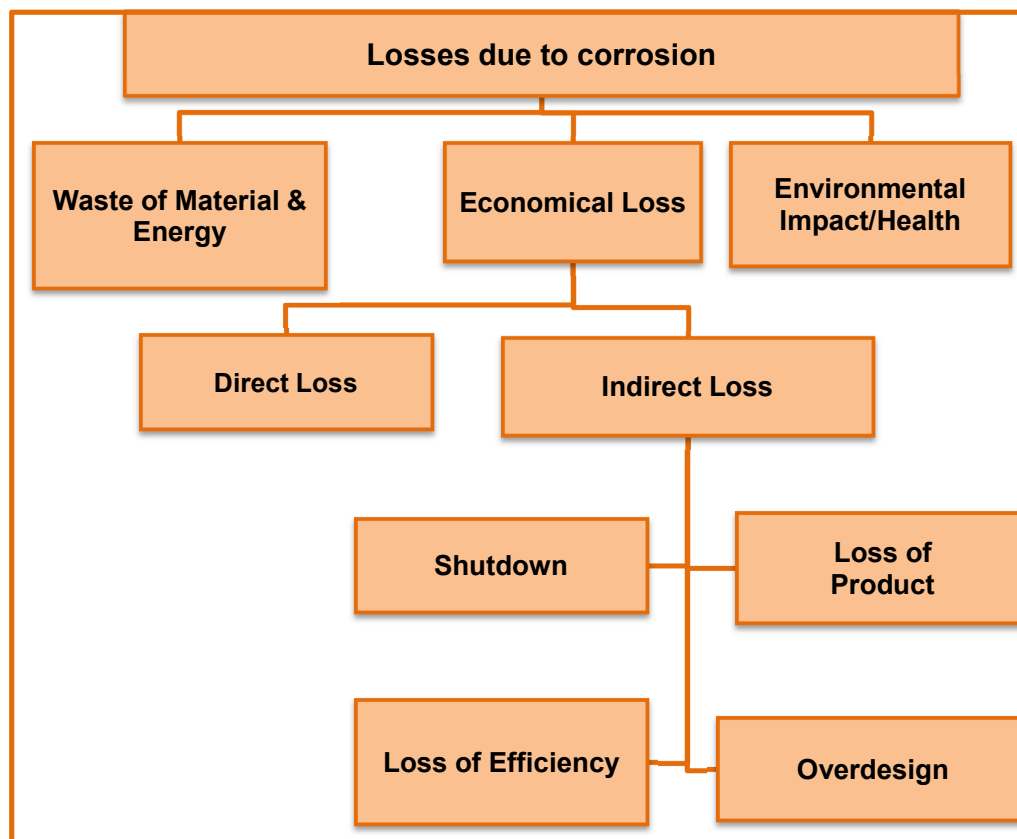 Losses due to corrosion
Waste of Material &
Energy
Economical Loss
Environmental
Impact/Health
Direct Loss
Indirect Loss
Shutdown
Loss of
Product
Loss of Efficiency
Overdesign